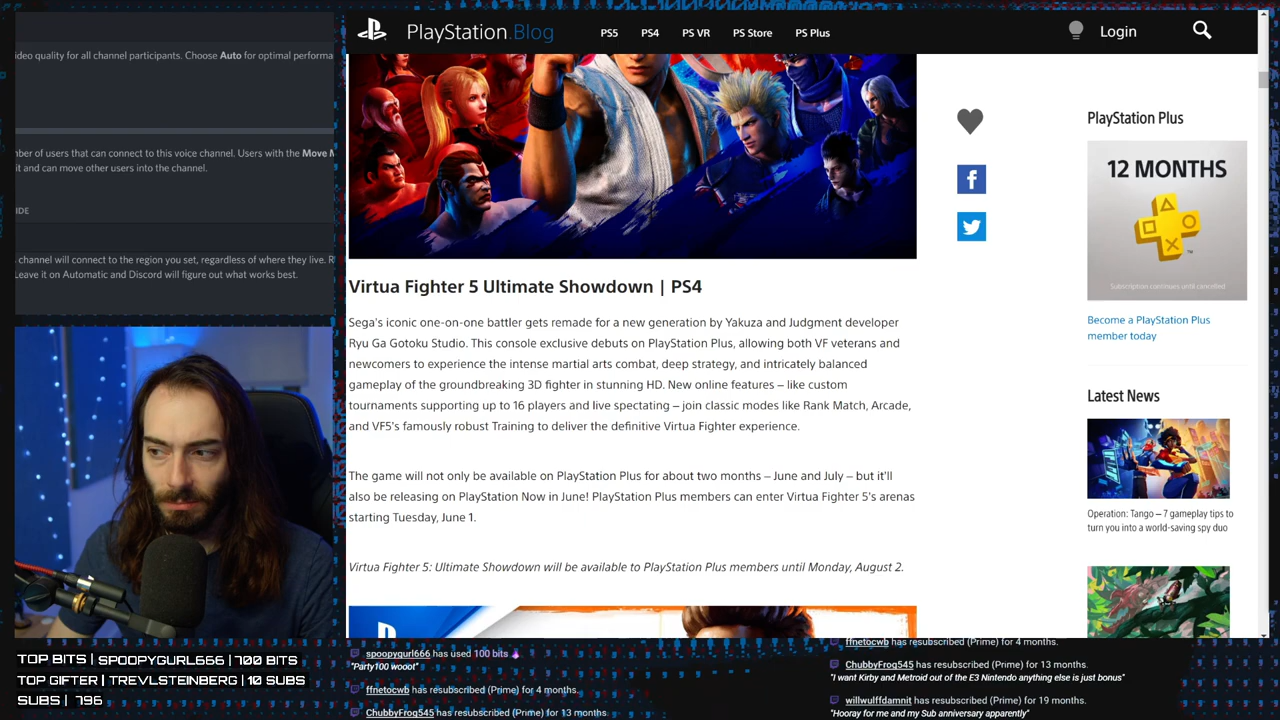 ideo quality for all channel participants. Choose Auto for optimal performa
mber of users that can connect to this voice channel. Users with the Move M
it and can move other users into the channel.
IDE
channel will connect to the region you set, regardless of where they live. R
Leave it on Automatic and Discord will figure out what works best.
PlayStation.Blog
PS5
PS4
PS VR
PS Store
PS Plus
Login
Virtua Fighter 5 Ultimate Showdown | PS4
Sega's iconic one-on-one battler gets remade for a new generation by Yakuza and Judgment developer
Ryu Ga Gotoku Studio. This console exclusive debuts on PlayStation Plus, allowing both VF veterans and
newcomers to experience the intense martial arts combat, deep strategy, and intricately balanced
gameplay of the groundbreaking 3D fighter in stunning HD. New online features – like custom
tournaments supporting up to 16 players and live spectating – join classic modes like Rank Match, Arcade,
and VF5's famously robust Training to deliver the definitive Virtua Fighter experience.
The game will not only be available on PlayStation Plus for about two months – June and July – but it'll
also be releasing on PlayStation Now in June! PlayStation Plus members can enter Virtua Fighter 5's arenas
starting Tuesday, June 1.
Virtua Fighter 5: Ultimate Showdown will be available to PlayStation Plus members until Monday, August 2.
PlayStation Plus
12 MONTHS
Subscription continues until cancelled
Become a PlayStation Plus
member today
Latest News
Operation: Tango – 7 gameplay tips to
turn you into a world-saving spy duo
TOP BITS | SPOOPYGURL666 | 700 BITS
TOP GIFTER | TREVLSTEINBERG | 10 SUBS
SUBS | 796
spoopygurl666 has used 100 bits
"Party100 wooot"
ffnetocwb has resubscribed (Prime) for 4 months.
ChubbyFrog545 has resubscribed (Prime) for 13 months.
ffnetocwb has resubscribed (Prime) for 4 months.
ChubbyFrog545 has resubscribed (Prime) for 13 months.
"I want Kirby and Metroid out of the E3 Nintendo anything else is just bonus"
willwulffdamnit has resubscribed (Prime) for 19 months.
"Hooray for me and my Sub anniversary apparently"